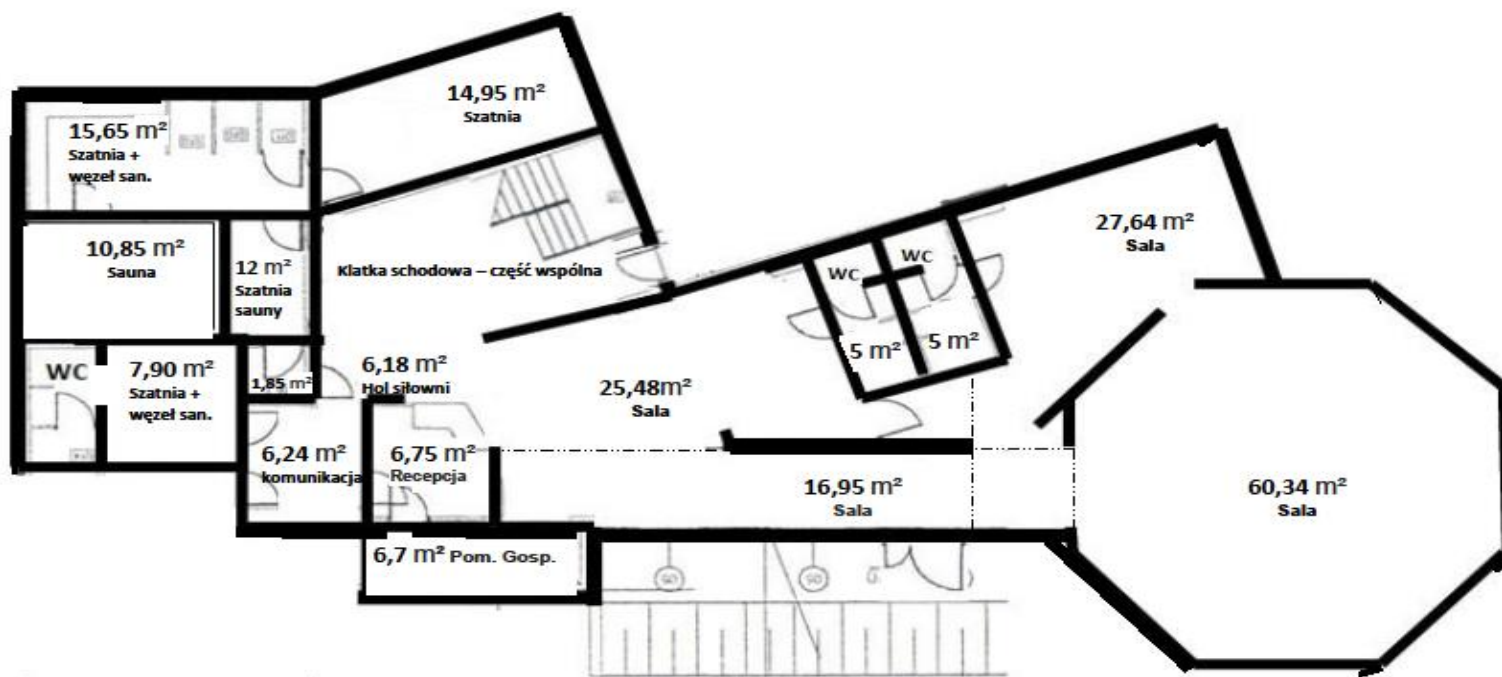 14,95 m²
Szatnia
15,65 m²
Szatnia +
węzeł san.
10,85 m²
Sauna
12 m²
Szatnia
sauny
Klatka schodowa – część wspólna
WC
WC
27,64 m²
Sala
5 m²
5 m²
WC
7,90 m²
Szatnia +
węzeł san.
1,85 m²
6,18 m²
Hol siłowni
25,48m²
Sala
6,24 m²
komunikacja
6,75 m²
Recepcja
16,95 m²
Sala
60,34 m²
Sala
6,7 m² Pom. Gosp.